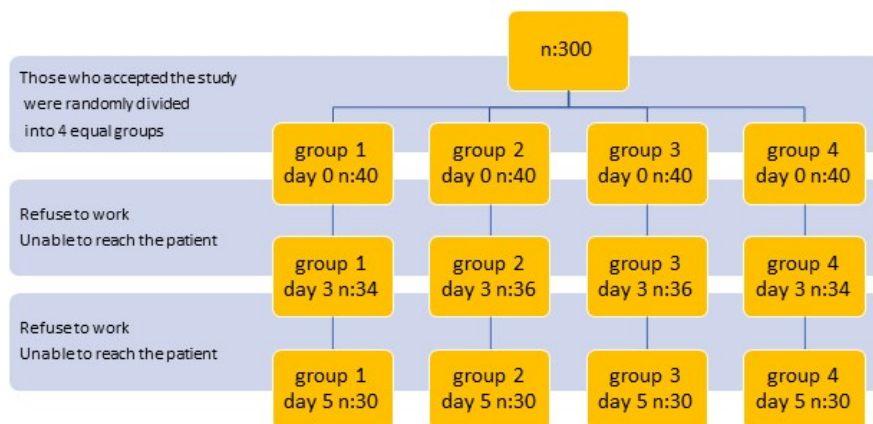 n:300
Those who accepted the study
were randomly divided
into 4 equal groups
group 1
day 0 n:40
group 2
day 0 n:40
group 3
day 0 n:40
group 4
day 0 n:40
Refuse to work
Unable to reach the patient
group 1
day 3 n:34
group 2
day 3 n:36
group 3
day 3 n:36
group 4
day 3 n:34
Refuse to work
Unable to reach the patient
group 1
day 5 n:30
group 2
day 5 n:30
group 3
day 5 n:30
group 4
day 5 n:30